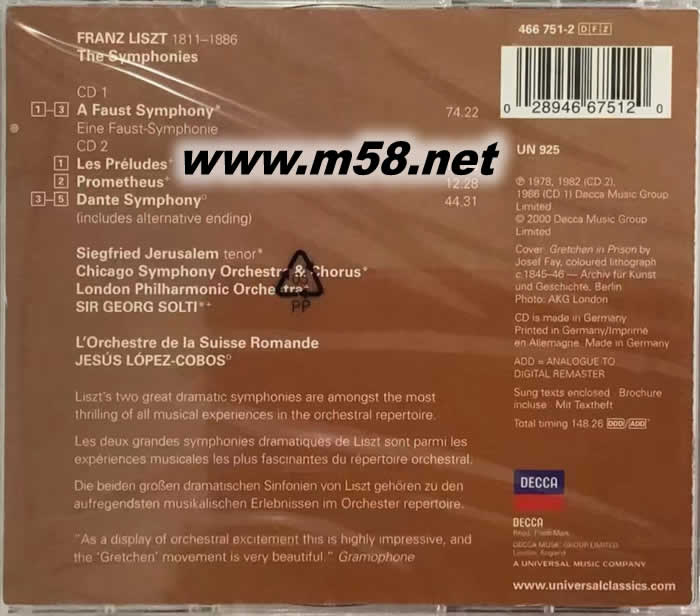 FRANZ LISZT 1811–1886
The Symphonies
CD 1
1–3 A Faust Symphony* 74.22
Eine Faust-Symphonie
CD 2
1 Les Préludes+
2 Prometheus+ 12.28
3–5 Dante Symphony° 44.31
(includes alternative ending)
www.m58.net
Siegfried Jerusalem tenor*
Chicago Symphony Orchestra & Chorus*
London Philharmonic Orchestra+
SIR GEORG SOLTI*+
PP
L'Orchestre de la Suisse Romande
JESÚS LÓPEZ-COBOS°
Liszt's two great dramatic symphonies are amongst the most
thrilling of all musical experiences in the orchestral repertoire.
Les deux grandes symphonies dramatiques de Liszt sont parmi les
expériences musicales les plus fascinantes du répertoire orchestral.
Die beiden großen dramatischen Sinfonien von Liszt gehören zu den
aufregendsten musikalischen Erlebnissen im Orchester repertoire.
"As a display of orchestral excitement this is highly impressive, and
the 'Gretchen' movement is very beautiful." Gramophone
466 751-2 DF2
0 28946 67512 0
UN 925
℗ 1978, 1982 (CD 2),
1986 (CD 1) Decca Music Group
Limited
© 2000 Decca Music Group
Limited
Cover: Gretchen in Prison by
Josef Fay, coloured lithograph
c.1845–46 — Archiv für Kunst
und Geschichte, Berlin
Photo: AKG London
CD is made in Germany
Printed in Germany/Imprimé
en Allemagne. Made in Germany
ADD = ANALOGUE TO
DIGITAL REMASTER
Sung texts enclosed · Brochure
incluse · Mit Textheft
Total timing 148.26 DDD/ADD+
DECCA
DECCA
DECCA MUSIC GROUP LIMITED
London, England
A UNIVERSAL MUSIC COMPANY
www.universalclassics.com